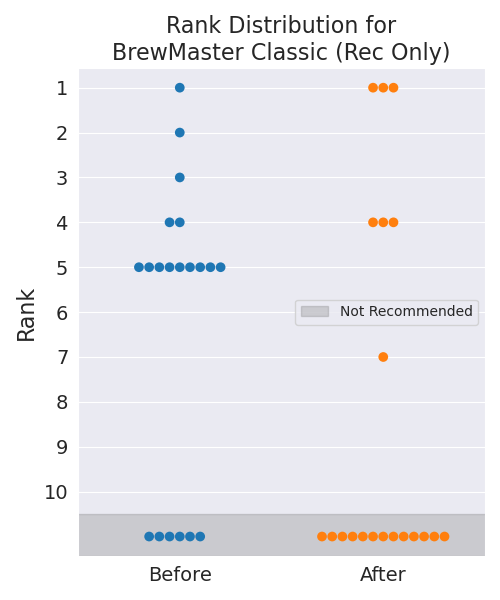 Rank Distribution for
BrewMaster Classic (Rec Only)
Rank
1
2
3
4
5
6
7
8
9
10
Not Recommended
Before
After